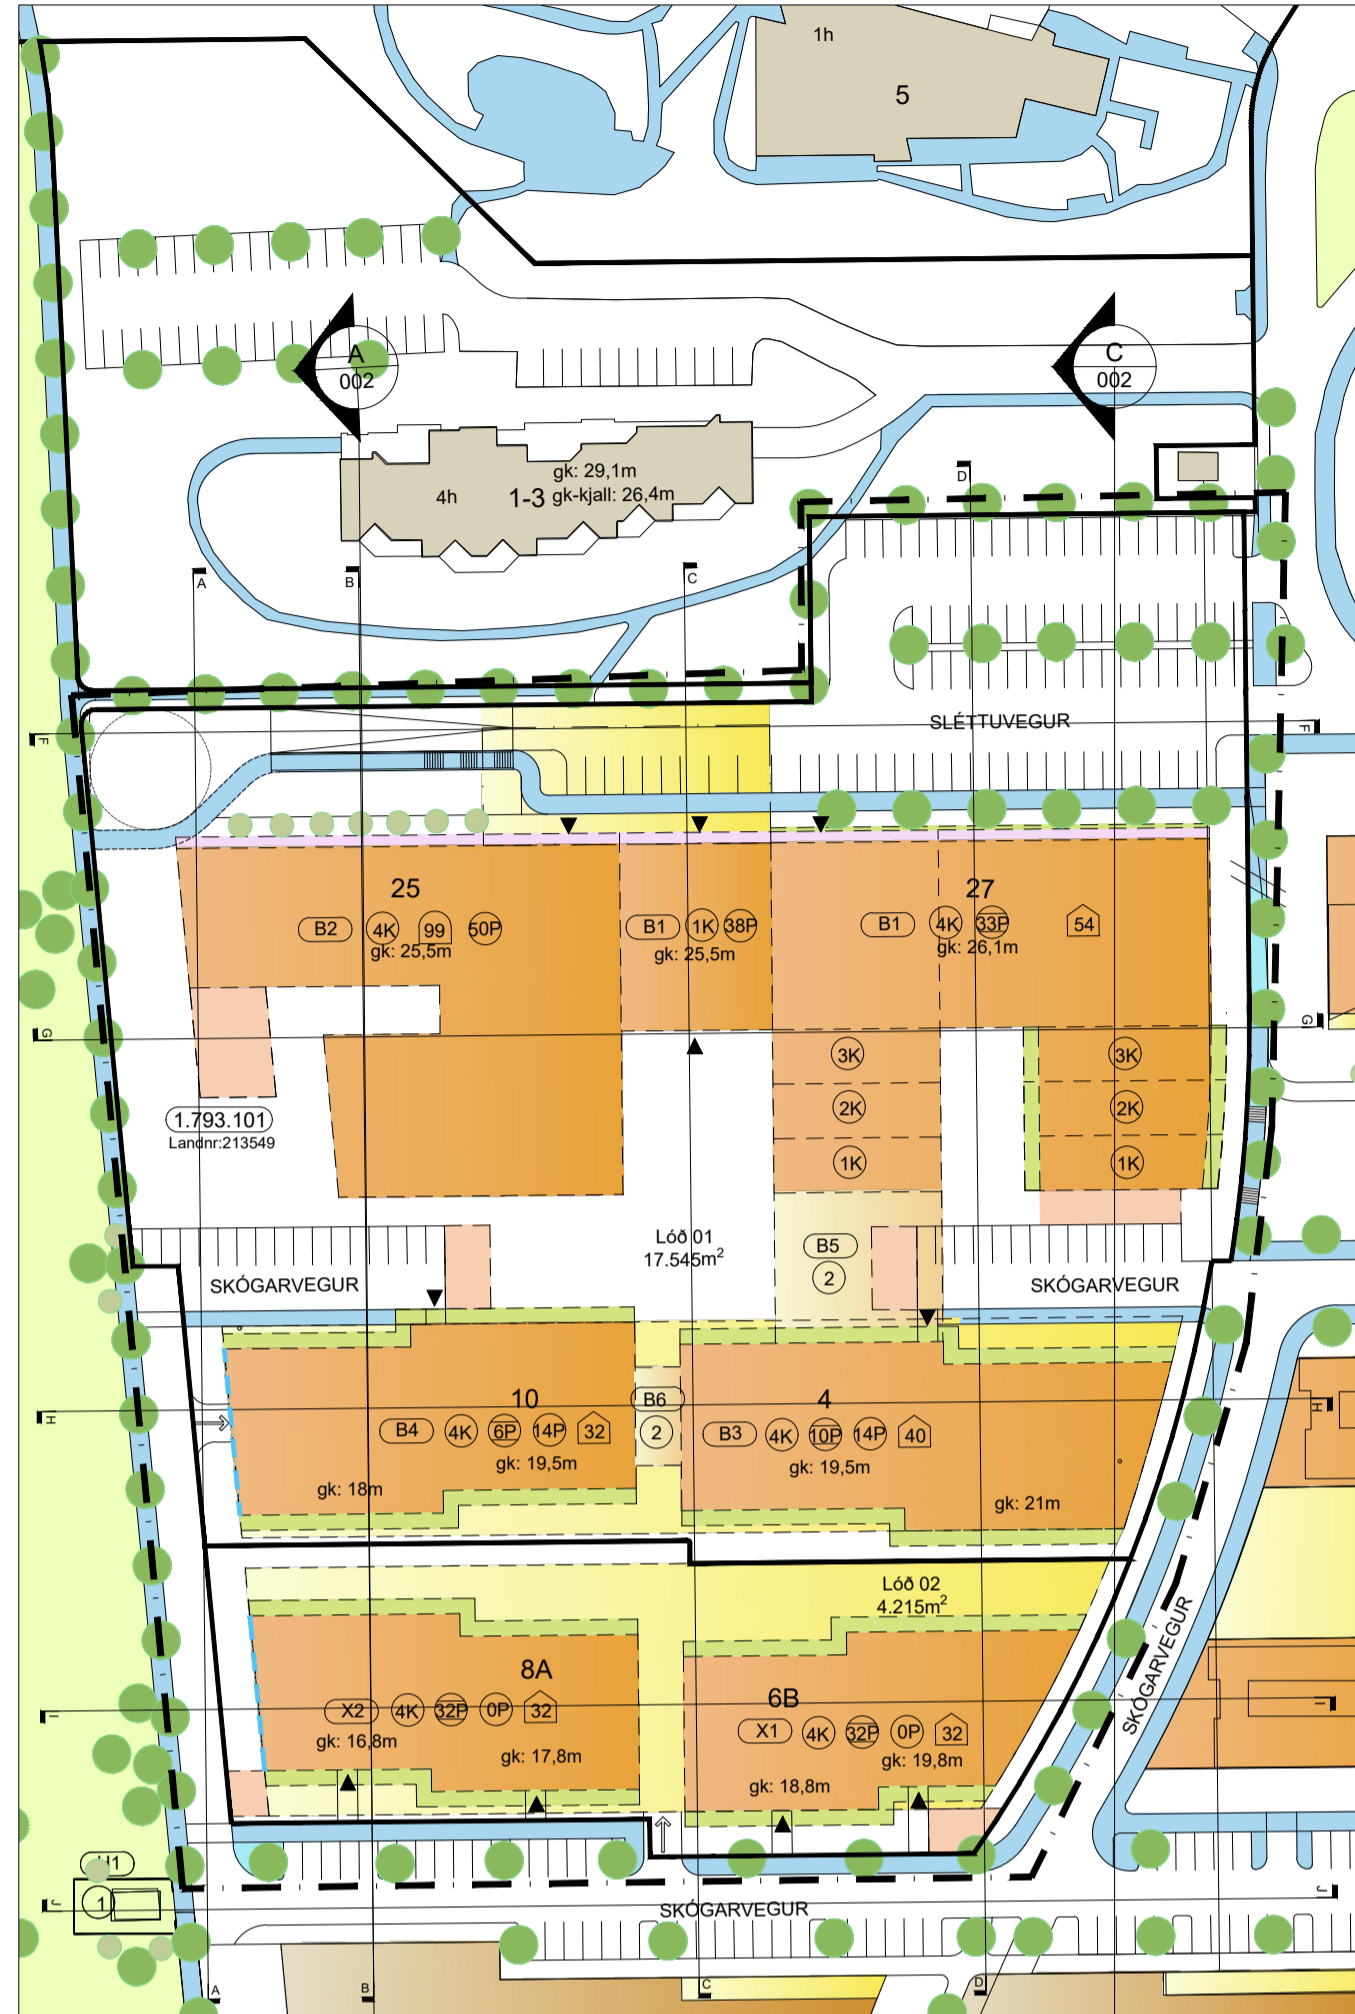 1h
5
A
002
C
002
gk: 29,1m
4h
1-3
gk-kjall: 26,4m
D
A
B
C
SLÉTTUVEGUR
F
F
25
27
B2
4K
99
50P
B1
1K
38P
B1
4K
33P
54
gk: 25,5m
gk: 25,5m
gk: 26,1m
G
G
3K
3K
2K
2K
1K
1K
1.793.101
Landnr:213549
Lóð 01
17.545m²
B5
2
SKÓGARVEGUR
SKÓGARVEGUR
10
4
B6
2
H
H
B4
4K
6P
14P
32
B3
4K
10P
14P
40
gk: 19,5m
gk: 19,5m
gk: 18m
gk: 21m
Lóð 02
4.215m²
SKÓGARVEGUR
8A
6B
I
I
X2
4K
32P
0P
32
X1
4K
32P
0P
32
gk: 16,8m
gk: 17,8m
gk: 19,8m
gk: 18,8m
1
J
J
SKÓGARVEGUR
A
B
C
D